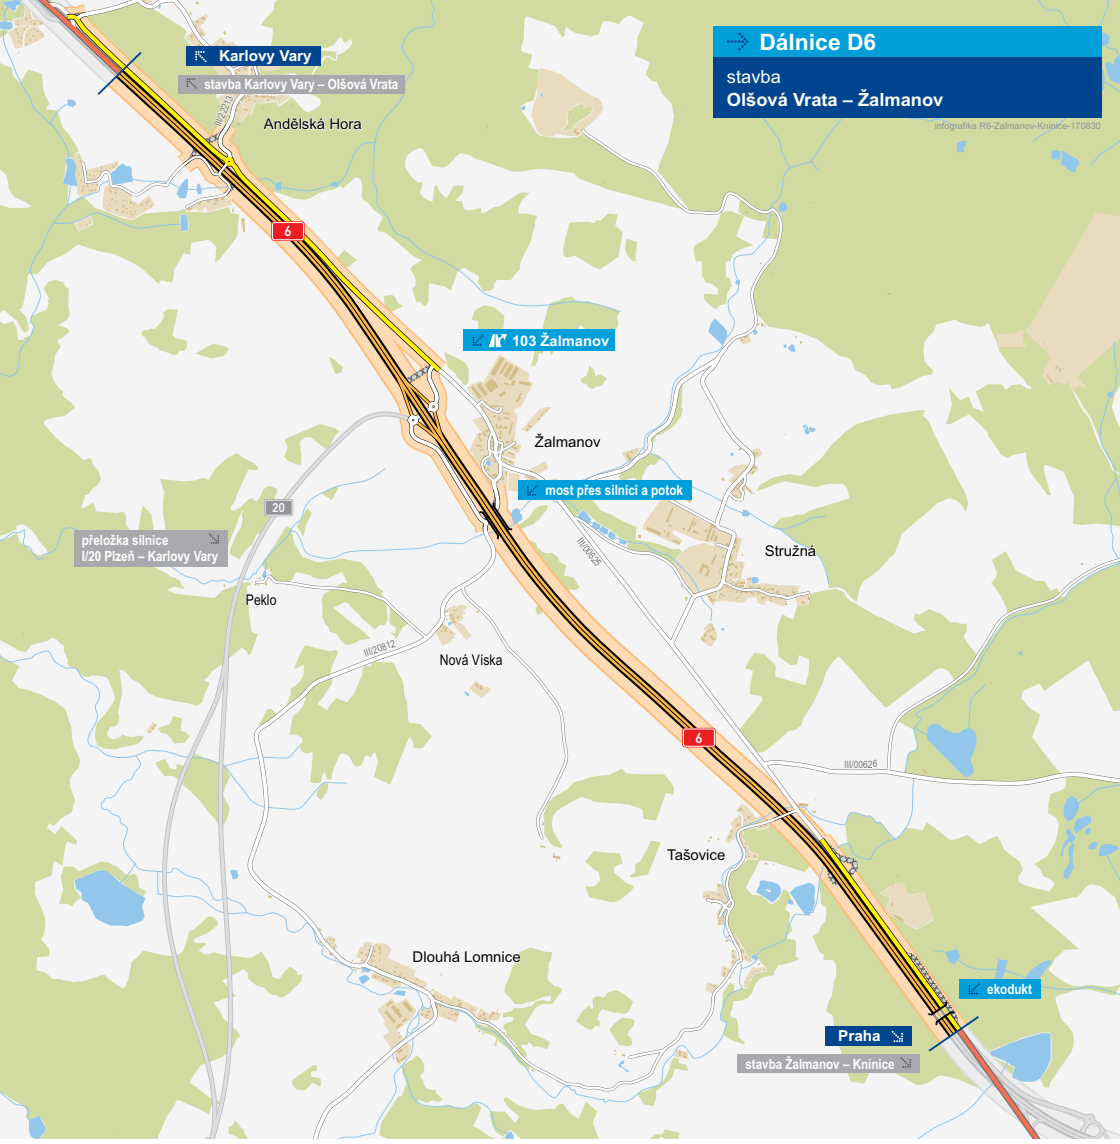 Dálnice D6
stavba
Olšová Vrata – Žalmanov
infografika R6-Zalmanov-Knínice-170830
Karlovy Vary
stavba Karlovy Vary – Olšová Vrata
III/22213
Andělská Hora
6
103 Žalmanov
Žalmanov
most přes silnici a potok
20
přeložka silnice
I/20 Plzeň – Karlovy Vary
III/00625
Stružná
Peklo
III/20812
Nová Víska
6
III/00626
Tašovice
Dlouhá Lomnice
ekodukt
Praha
stavba Žalmanov – Knínice